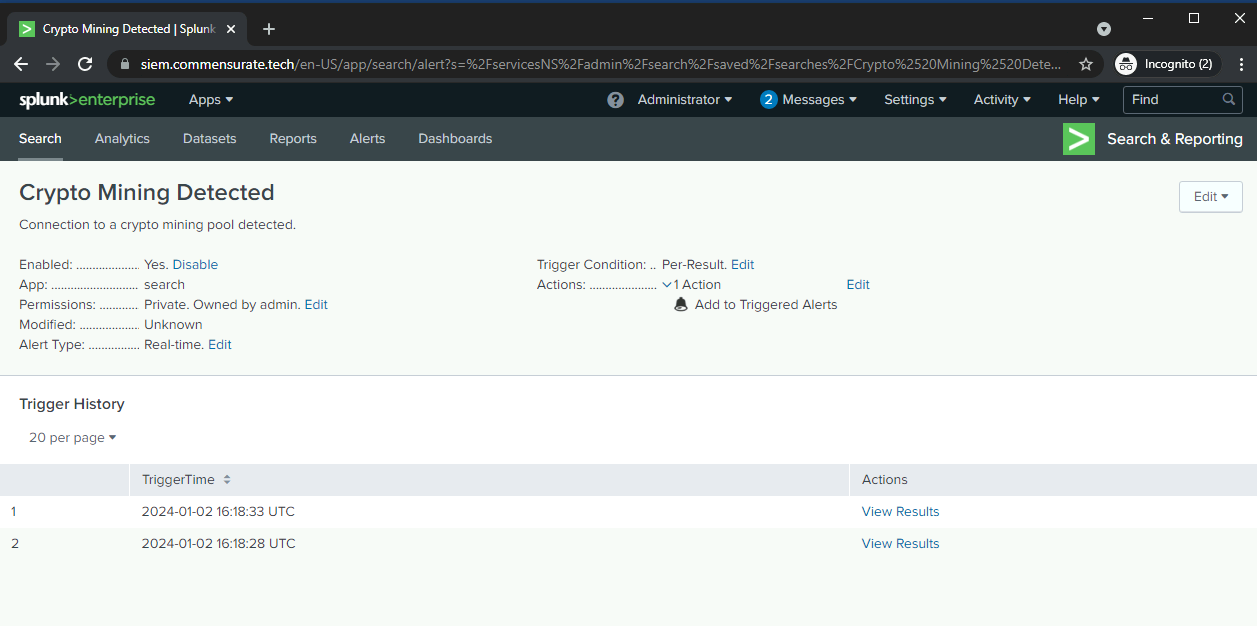 Crypto Mining Detected | Splunk
siem.commensurate.tech/en-US/app/search/alert?s=%2FservicesNS%2Fadmin%2Fsearch%2Fsaved%2Fsearches%2FCrypto%2520Mining%2520Dete...
Incognito (2)
splunk>enterprise Apps ? Administrator 2 Messages Settings Activity Help Find
Search Analytics Datasets Reports Alerts Dashboards > Search & Reporting
Crypto Mining Detected
Edit
Connection to a crypto mining pool detected.
Enabled: ................... Yes. Disable
App: .......................... search
Permissions: ............ Private. Owned by admin. Edit
Modified: .................. Unknown
Alert Type: ............... Real-time. Edit
Trigger Condition: .. Per-Result. Edit
Actions: .................... 1 Action Edit
Add to Triggered Alerts
Trigger History
20 per page
TriggerTime Actions
1 2024-01-02 16:18:33 UTC View Results
2 2024-01-02 16:18:28 UTC View Results